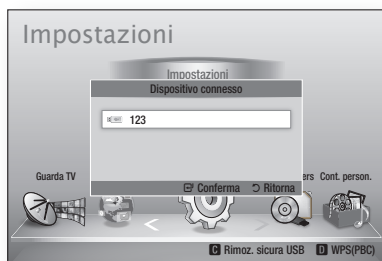 Impostazioni
Impostazioni
Dispositivo connesso
123
Guarda TV
ers
Cont. person.
Conferma
Ritorna
C Rimoz. sicura USB
D WPS(PBC)